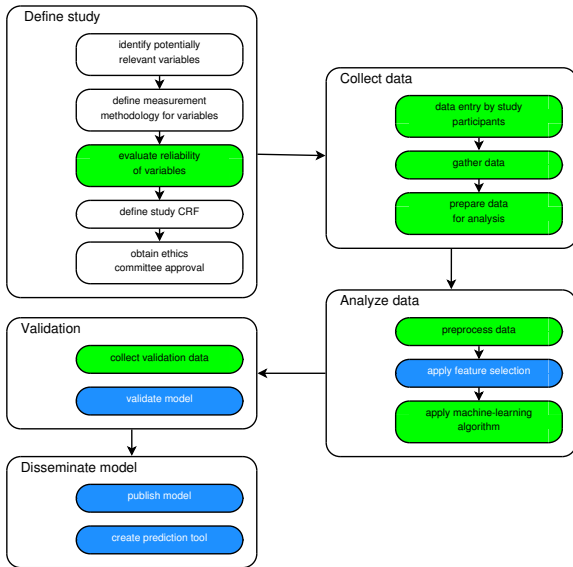 Define study
identify potentially
relevant variables
define measurement
methodology for variables
evaluate reliability
of variables
define study CRF
obtain ethics
committee approval
Collect data
data entry by study
participants
gather data
prepare data
for analysis
Analyze data
preprocess data
apply feature selection
apply machine-learning
algorithm
Validation
collect validation data
validate model
Disseminate model
publish model
create prediction tool